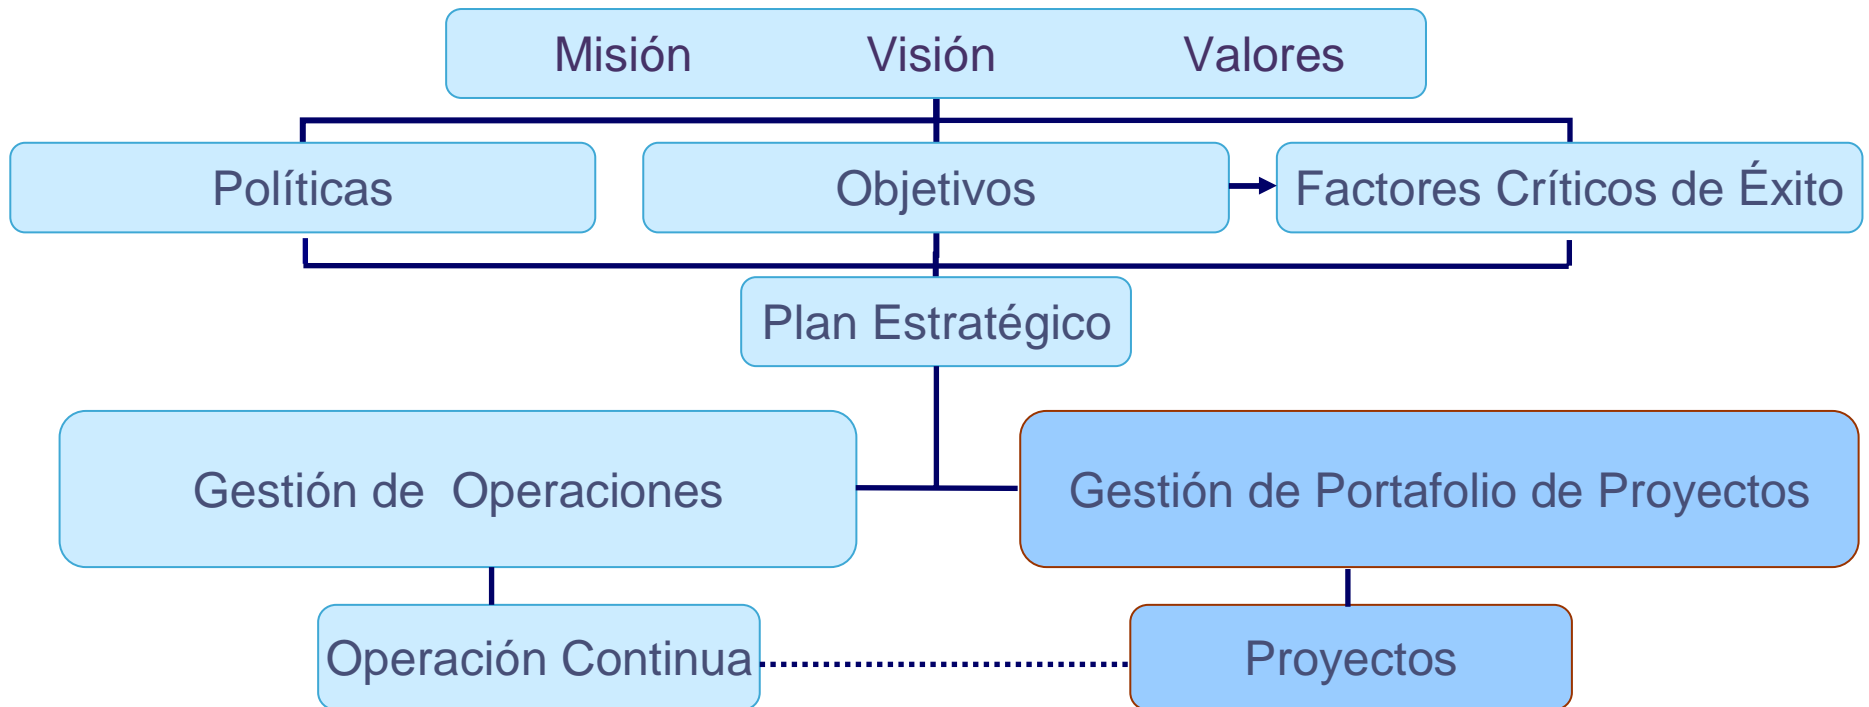 Misión Visión Valores
Políticas
Objetivos
Factores Críticos de Éxito
Plan Estratégico
Gestión de Operaciones
Gestión de Portafolio de Proyectos
Operación Continua
Proyectos